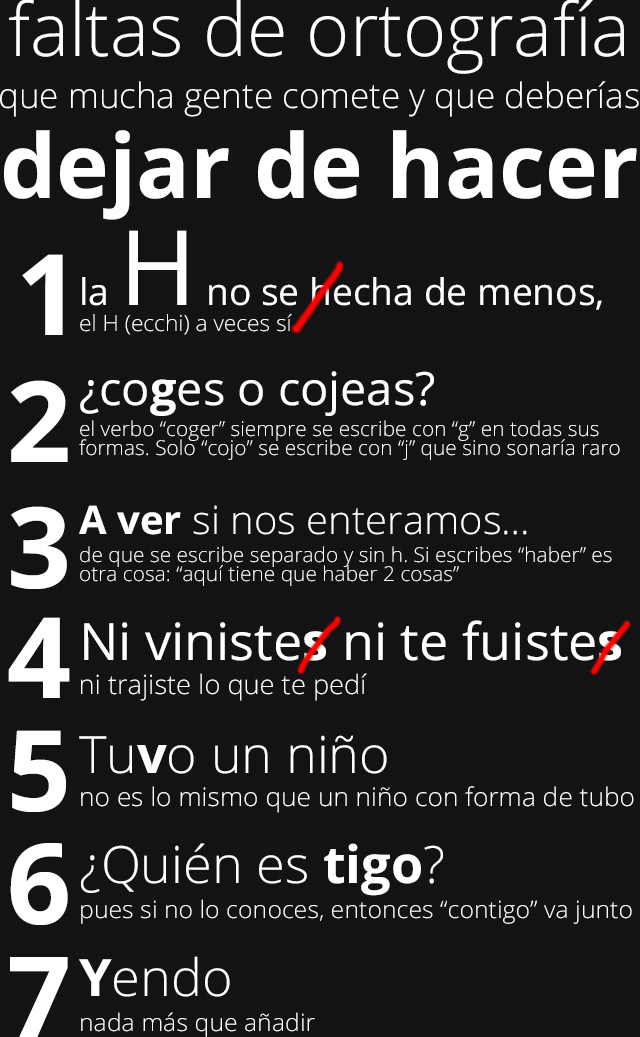 faltas de ortografía
que mucha gente comete y que deberías
dejar de hacer
1 la H no se hecha de menos,
el H (ecchi) a veces sí
2 ¿coges o cojeas?
el verbo “coger” siempre se escribe con “g” en todas sus
formas. Solo “cojo” se escribe con “j” que sino sonaría raro
3 A ver si nos enteramos...
de que se escribe separado y sin h. Si escribes “haber” es
otra cosa: “aquí tiene que haber 2 cosas”
4 Ni vinistes ni te fuistes
ni trajiste lo que te pedí
5 Tuvo un niño
no es lo mismo que un niño con forma de tubo
6 ¿Quién es tigo?
pues si no lo conoces, entonces “contigo” va junto
7 Yendo
nada más que añadir